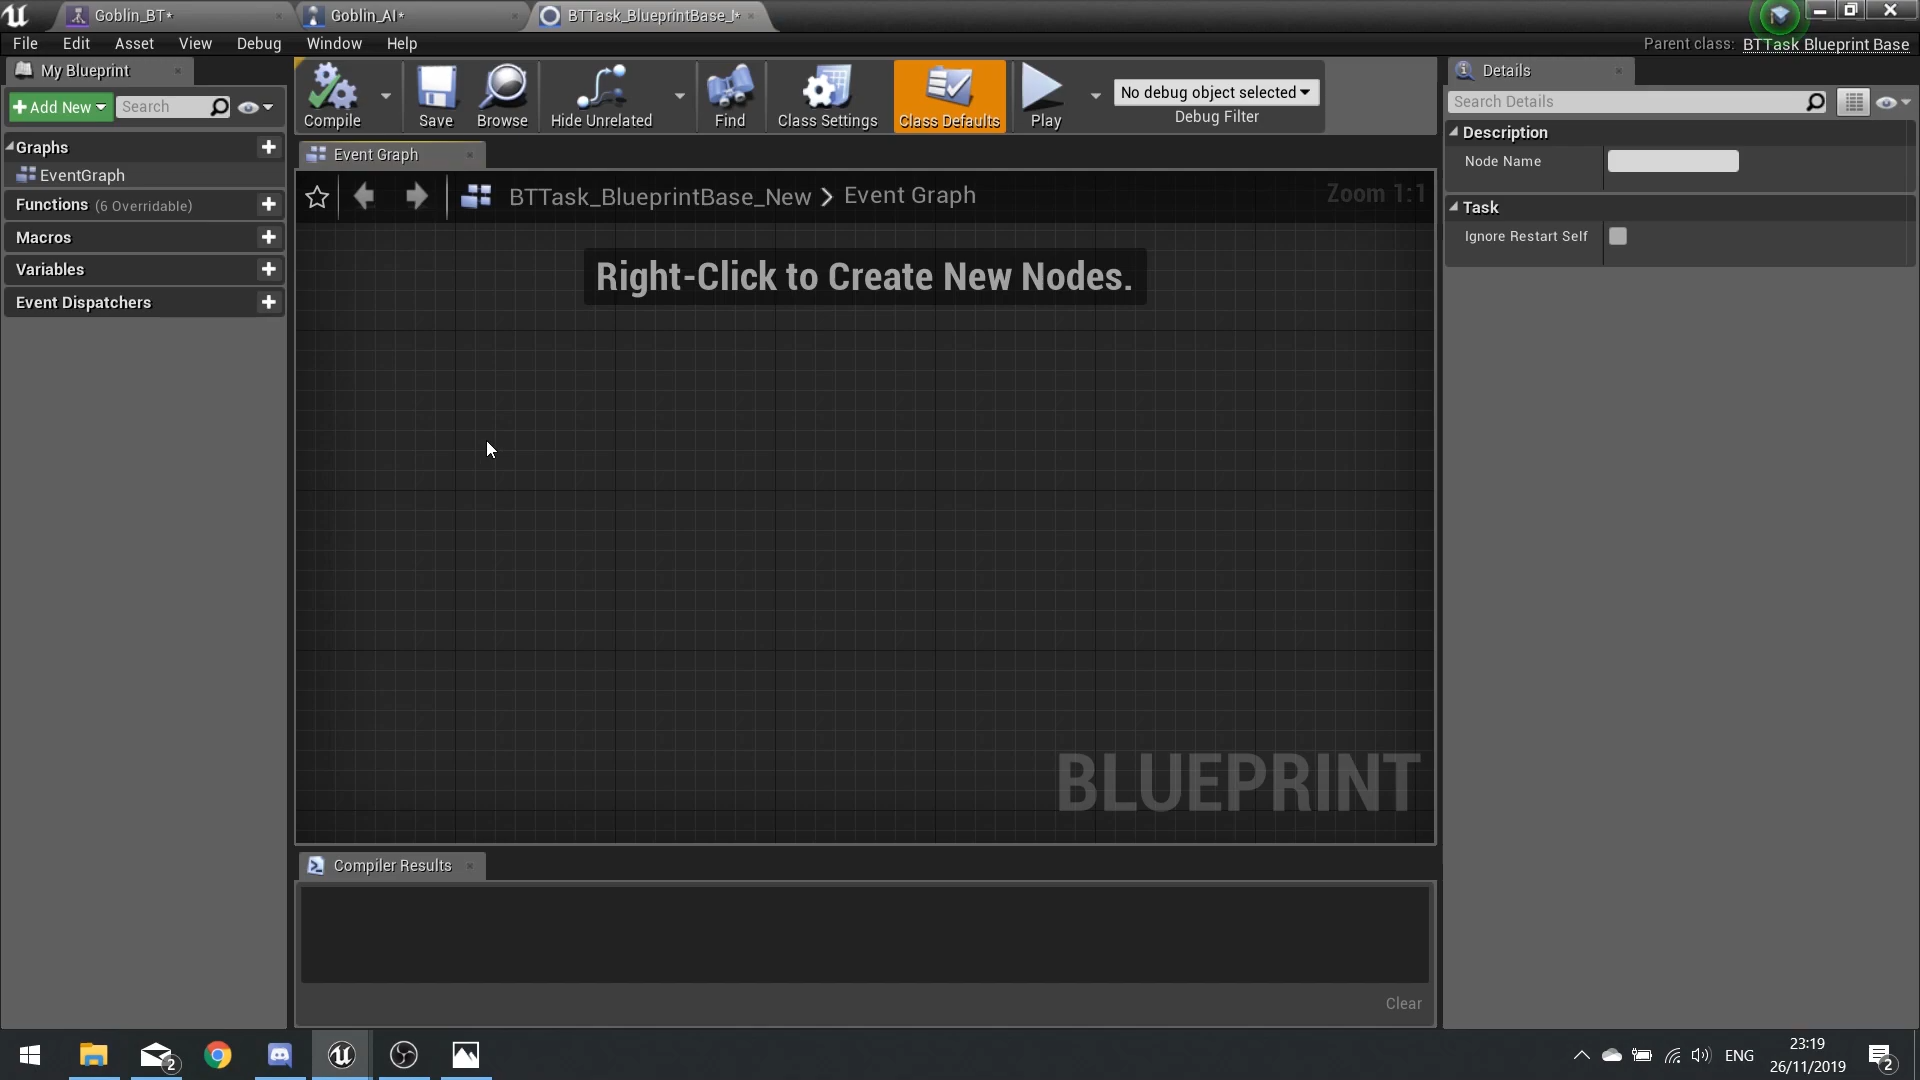 Goblin_BT*
Goblin_AI*
BTTask_BlueprintBase_
File Edit Asset View Debug Window Help
Parent class: BTTask Blueprint Base
My Blueprint
Add New
Search
Graphs
EventGraph
Functions (6 Overridable)
Macros
Variables
Event Dispatchers
Compile
Save
Browse
Hide Unrelated
Find
Class Settings
Class Defaults
Play
No debug object selected
Debug Filter
Event Graph
BTTask_BlueprintBase_New > Event Graph
Zoom 1:1
Right-Click to Create New Nodes.
BLUEPRINT
Compiler Results
Clear
Details
Search Details
Description
Node Name
Task
Ignore Restart Self
2
ENG
23:19
26/11/2019
2